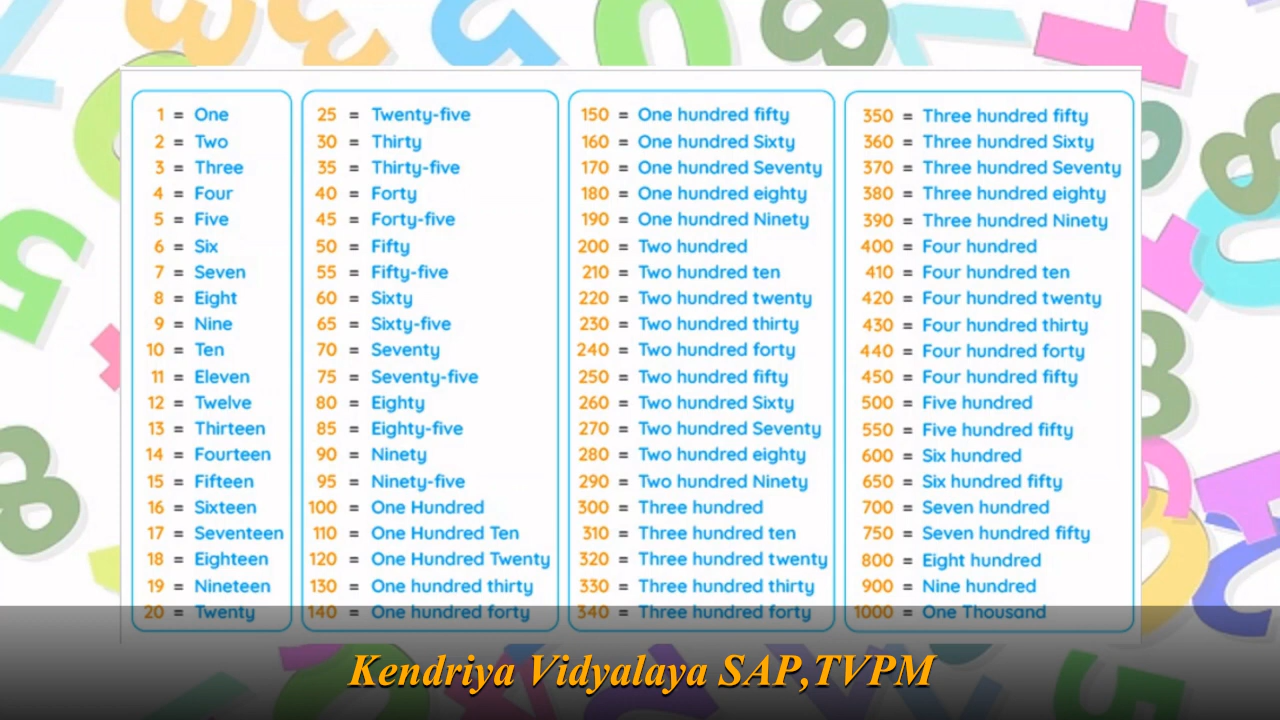 1 = One
2 = Two
3 = Three
4 = Four
5 = Five
6 = Six
7 = Seven
8 = Eight
9 = Nine
10 = Ten
11 = Eleven
12 = Twelve
13 = Thirteen
14 = Fourteen
15 = Fifteen
16 = Sixteen
17 = Seventeen
18 = Eighteen
19 = Nineteen
20 = Twenty
25 = Twenty-five
30 = Thirty
35 = Thirty-five
40 = Forty
45 = Forty-five
50 = Fifty
55 = Fifty-five
60 = Sixty
65 = Sixty-five
70 = Seventy
75 = Seventy-five
80 = Eighty
85 = Eighty-five
90 = Ninety
95 = Ninety-five
100 = One Hundred
110 = One Hundred Ten
120 = One Hundred Twenty
130 = One hundred thirty
140 = One hundred forty
150 = One hundred fifty
160 = One hundred Sixty
170 = One hundred Seventy
180 = One hundred eighty
190 = One hundred Ninety
200 = Two hundred
210 = Two hundred ten
220 = Two hundred twenty
230 = Two hundred thirty
240 = Two hundred forty
250 = Two hundred fifty
260 = Two hundred Sixty
270 = Two hundred Seventy
280 = Two hundred eighty
290 = Two hundred Ninety
300 = Three hundred
310 = Three hundred ten
320 = Three hundred twenty
330 = Three hundred thirty
340 = Three hundred forty
350 = Three hundred fifty
360 = Three hundred Sixty
370 = Three hundred Seventy
380 = Three hundred eighty
390 = Three hundred Ninety
400 = Four hundred
410 = Four hundred ten
420 = Four hundred twenty
430 = Four hundred thirty
440 = Four hundred forty
450 = Four hundred fifty
500 = Five hundred
550 = Five hundred fifty
600 = Six hundred
650 = Six hundred fifty
700 = Seven hundred
750 = Seven hundred fifty
800 = Eight hundred
900 = Nine hundred
1000 = One Thousand
Kendriya Vidyalaya SAP,TVPM